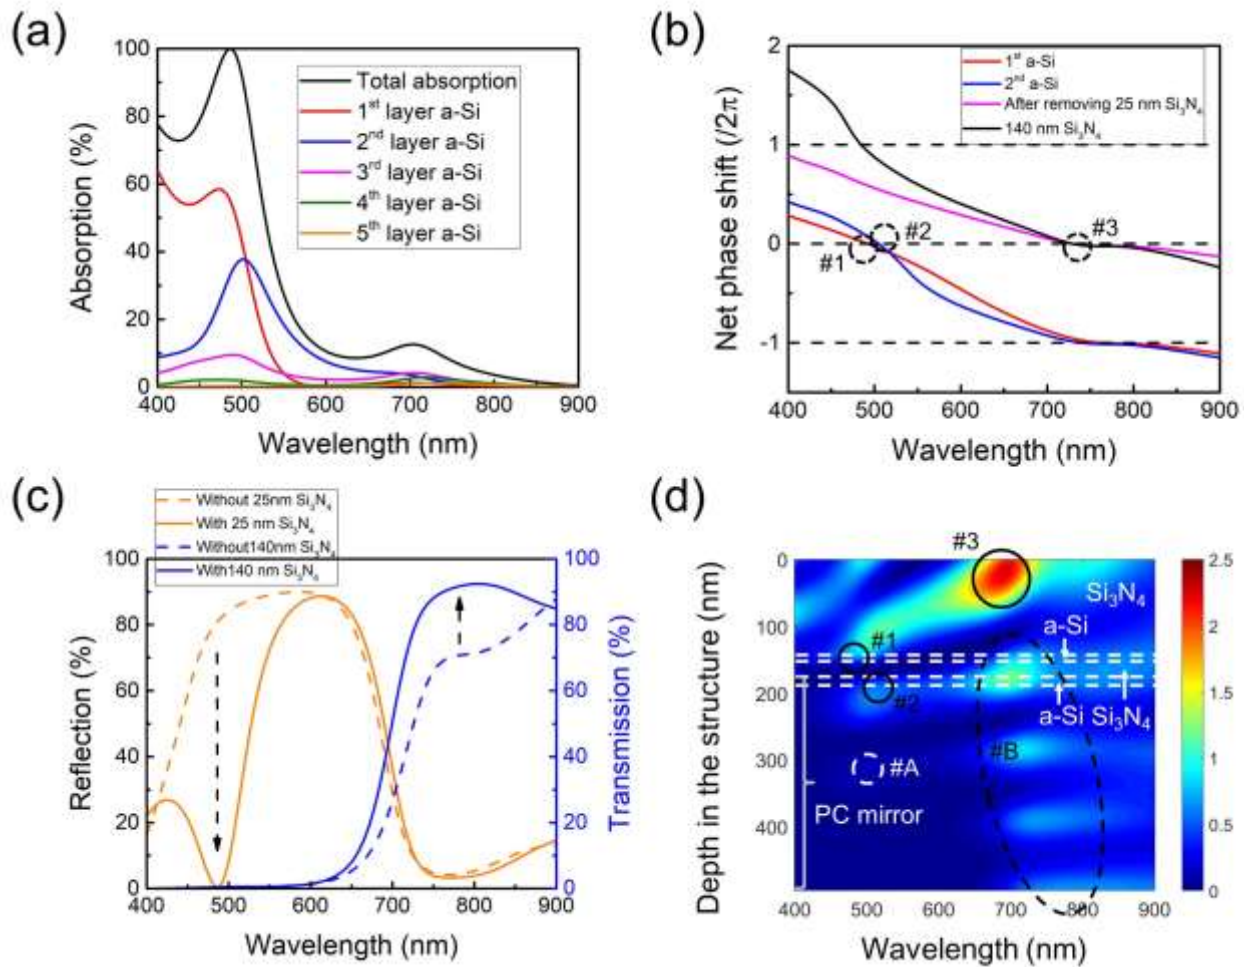 (a)
100
80
60
40
20
0
Absorption (%)
Total absorption
1st layer a-Si
2nd layer a-Si
3rd layer a-Si
4th layer a-Si
5th layer a-Si
400 500 600 700 800 900
Wavelength (nm)
(b)
2
1
0
-1
Net phase shift (/2π)
1st a-Si
2nd a-Si
After removing 25 nm Si3N4
140 nm Si3N4
#1
#2
#3
400 500 600 700 800 900
Wavelength (nm)
(c)
Without 25nm Si3N4
With 25 nm Si3N4
Without140nm Si3N4
With140 nm Si3N4
100
80
60
40
20
0
Reflection (%)
100
80
60
40
20
0
Transmission (%)
400 500 600 700 800 900
Wavelength (nm)
(d)
#3
0
100
200
300
400
Depth in the structure (nm)
Si3N4
a-Si
#1
#2
a-Si Si3N4
#B
#A
PC mirror
400 500 600 700 800 900
Wavelength (nm)
2.5
2
1.5
1
0.5
0